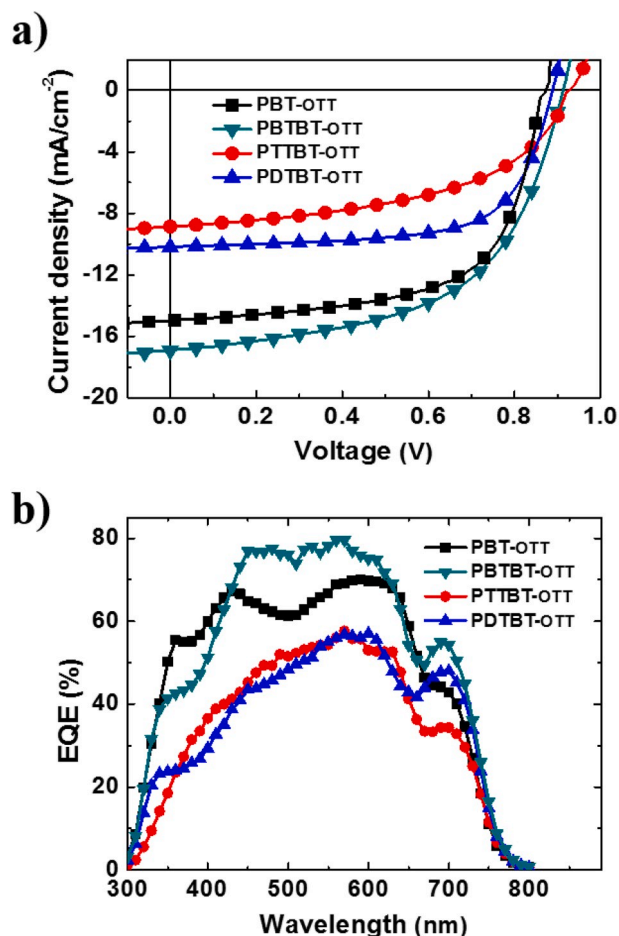 a)
0
-4
-8
-12
-16
-20
Current density (mA/cm⁻²)
PBT-OTT
PBTBT-OTT
PTTBT-OTT
PDTBT-OTT
0.0 0.2 0.4 0.6 0.8 1.0
Voltage (V)
b)
80
60
40
20
0
EQE (%)
PBT-OTT
PBTBT-OTT
PTTBT-OTT
PDTBT-OTT
300 400 500 600 700 800
Wavelength (nm)